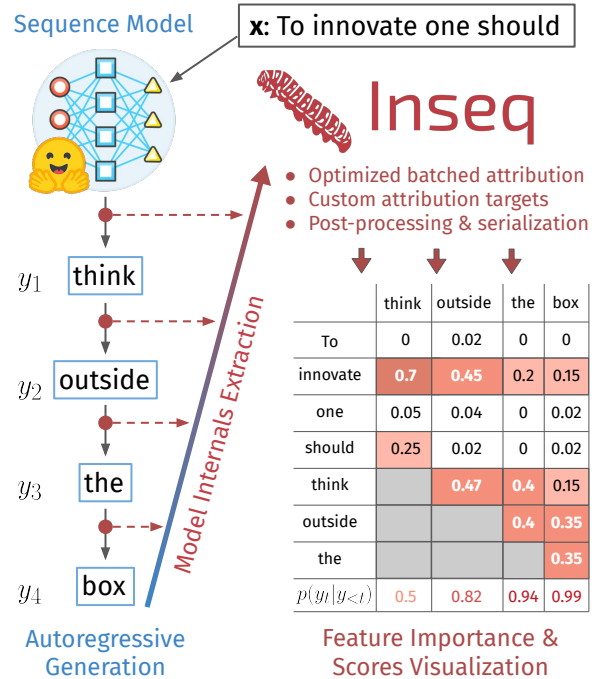 Sequence Model
x: To innovate one should
Inseq
• Optimized batched attribution
• Custom attribution targets
• Post-processing & serialization
y1 think
y2 outside
y3 the
y4 box
Model Internals Extraction
think outside the box
To 0 0.02 0 0
innovate 0.7 0.45 0.2 0.15
one 0.05 0.04 0 0.02
should 0.25 0.02 0 0.02
think 0.47 0.4 0.15
outside 0.4 0.35
the 0.35
p(yt|y<t) 0.5 0.82 0.94 0.99
Autoregressive
Generation
Feature Importance &
Scores Visualization